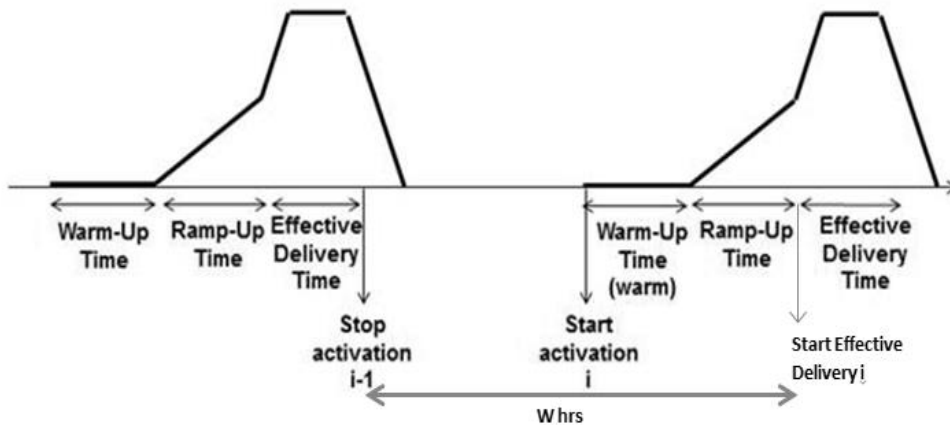 Warm-Up
Time
Ramp-Up
Time
Effective
Delivery
Time
Stop
activation
i-1
Warm-Up
Time
(warm)
Start
activation
i
Ramp-Up
Time
Effective
Delivery
Time
Start Effective
Delivery i
W hrs